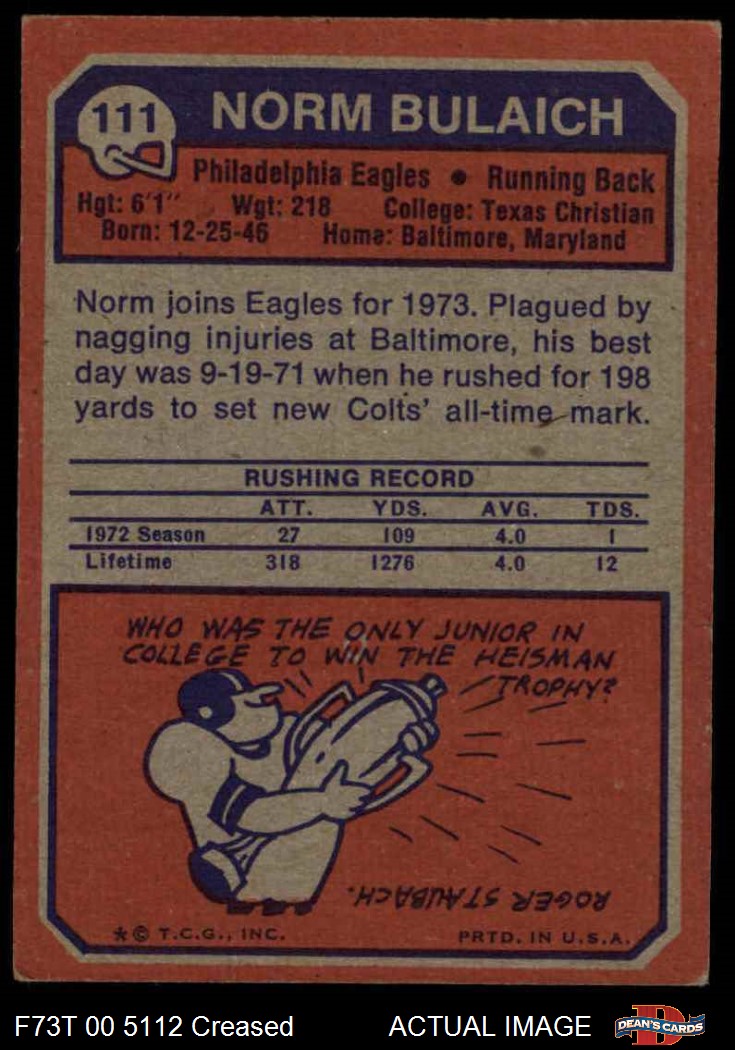 111
NORM BULAICH
Philadelphia Eagles • Running Back
Hgt: 6'1" Wgt: 218 College: Texas Christian
Born: 12-25-46 Home: Baltimore, Maryland
Norm joins Eagles for 1973. Plagued by
nagging injuries at Baltimore, his best
day was 9-19-71 when he rushed for 198
yards to set new Colts' all-time mark.
RUSHING RECORD
ATT. YDS. AVG. TDS.
1972 Season 27 109 4.0 1
Lifetime 318 1276 4.0 12
WHO WAS THE ONLY JUNIOR IN
COLLEGE TO WIN THE HEISMAN
TROPHY?
ROGER STAUBACH.
*© T.C.G., INC. PRTD. IN U.S.A.
F73T 00 5112 Creased ACTUAL IMAGE D DEAN'S CARDS